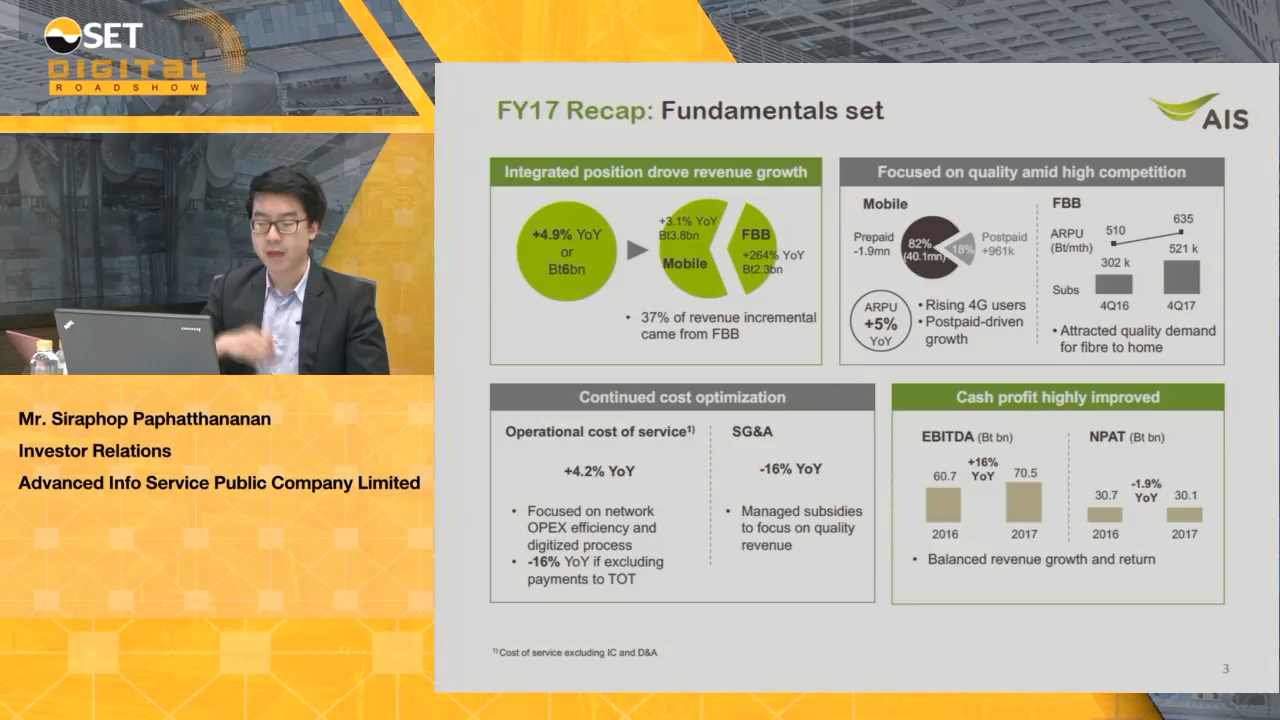 SET
DIGITAL
ROADSHOW
Mr. Siraphop Paphatthananan
Investor Relations
Advanced Info Service Public Company Limited
FY17 Recap: Fundamentals set
AIS
Integrated position drove revenue growth
+4.9% YoY
or
Bt6bn
+3.1% YoY
Bt3.8bn
Mobile
FBB
+264% YoY
Bt2.3bn
• 37% of revenue incremental
came from FBB
Focused on quality amid high competition
Mobile
Prepaid
-1.9mn
82%
(40.1mn)
18%
Postpaid
+961k
ARPU
+5%
YoY
• Rising 4G users
• Postpaid-driven
growth
FBB
ARPU
(Bt/mth)
510
635
302 k
521 k
Subs
4Q16
4Q17
• Attracted quality demand
for fibre to home
Continued cost optimization
Operational cost of service¹⁾
+4.2% YoY
• Focused on network
OPEX efficiency and
digitized process
• -16% YoY if excluding
payments to TOT
SG&A
-16% YoY
• Managed subsidies
to focus on quality
revenue
Cash profit highly improved
EBITDA (Bt bn)
60.7
+16%
YoY
70.5
2016
2017
NPAT (Bt bn)
30.7
-1.9%
YoY
30.1
2016
2017
• Balanced revenue growth and return
¹⁾ Cost of service excluding IC and D&A
3